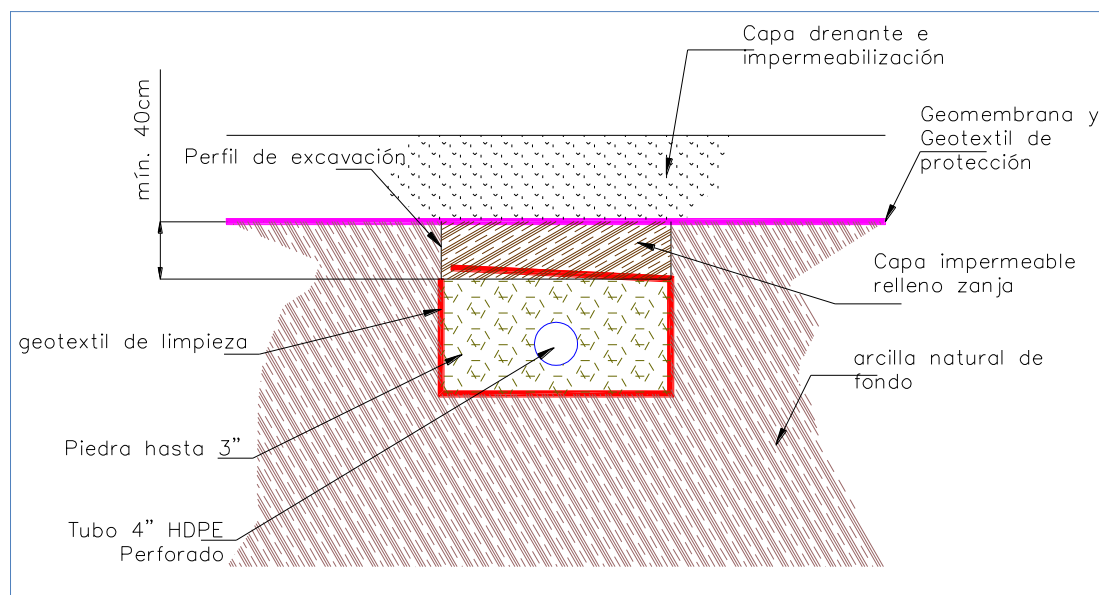 Capa drenante e
impermeabilización
mín. 40cm
Geomembrana y
Geotextil de
protección
Perfil de excavación
Capa impermeable
relleno zanja
geotextil de limpieza
arcilla natural de
fondo
Piedra hasta 3”
Tubo 4” HDPE
Perforado